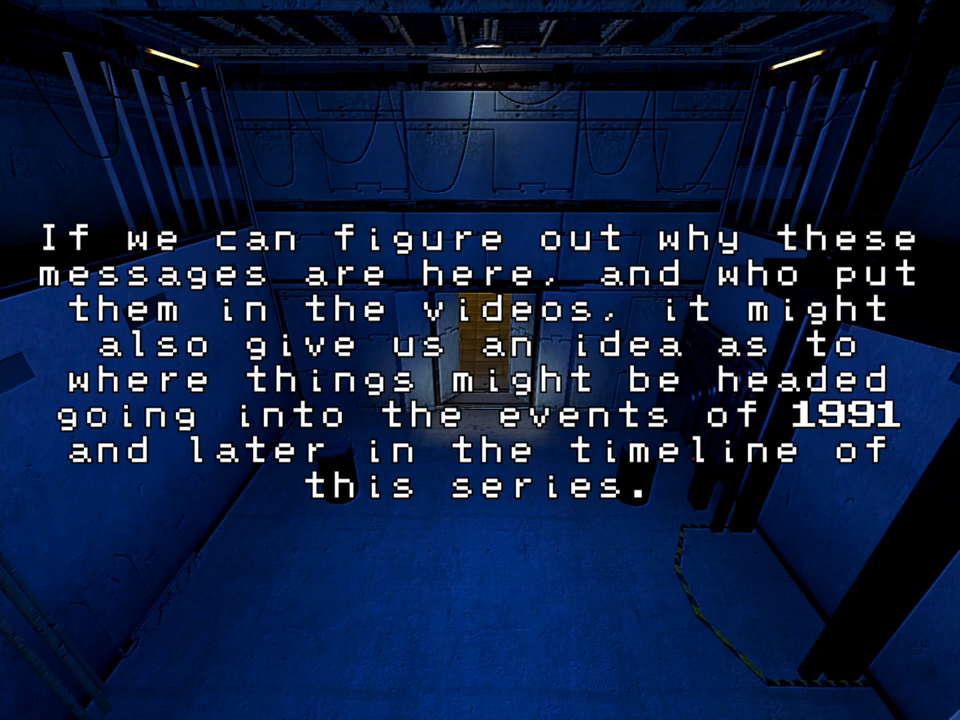 If we can figure out why these
messages are here, and who put
them in the videos, it might
also give us an idea as to
where things might be headed
going into the events of 1991
and later in the timeline of
this series.